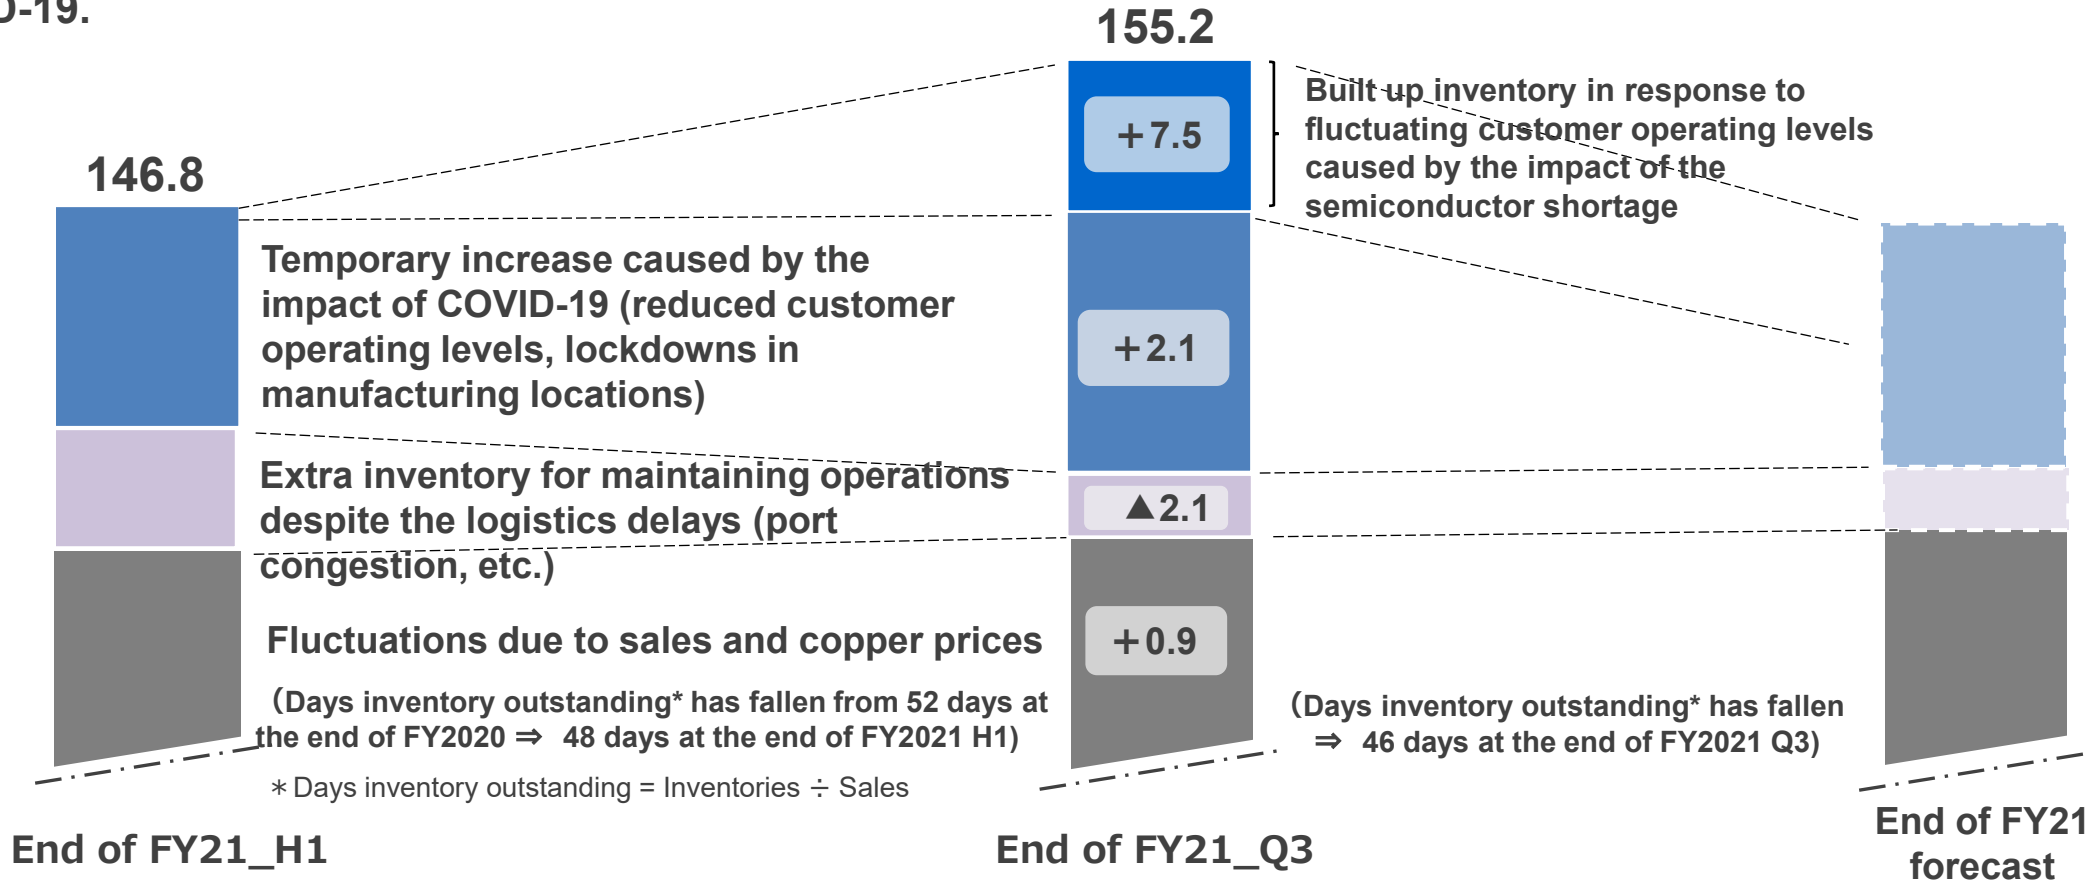 D-19.
155.2
146.8
+7.5
Built up inventory in response to
fluctuating customer operating levels
caused by the impact of the
semiconductor shortage
Temporary increase caused by the
impact of COVID-19 (reduced customer
operating levels, lockdowns in
manufacturing locations)
+2.1
Extra inventory for maintaining operations
despite the logistics delays (port
congestion, etc.)
▲2.1
Fluctuations due to sales and copper prices
+0.9
(Days inventory outstanding* has fallen from 52 days at
the end of FY2020 ⇒ 48 days at the end of FY2021 H1)
(Days inventory outstanding* has fallen
⇒ 46 days at the end of FY2021 Q3)
*Days inventory outstanding = Inventories ÷ Sales
End of FY21_H1
End of FY21_Q3
End of FY21
forecast